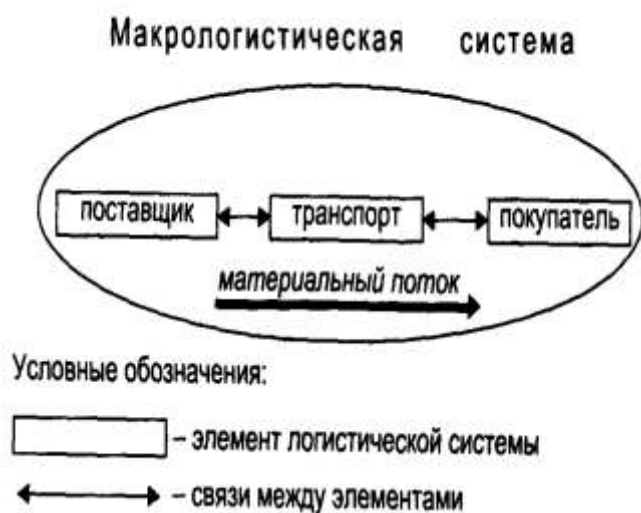 Макрологистическая система
поставщик транспорт покупатель
материальный поток
Условные обозначения:
– элемент логистической системы
– связи между элементами